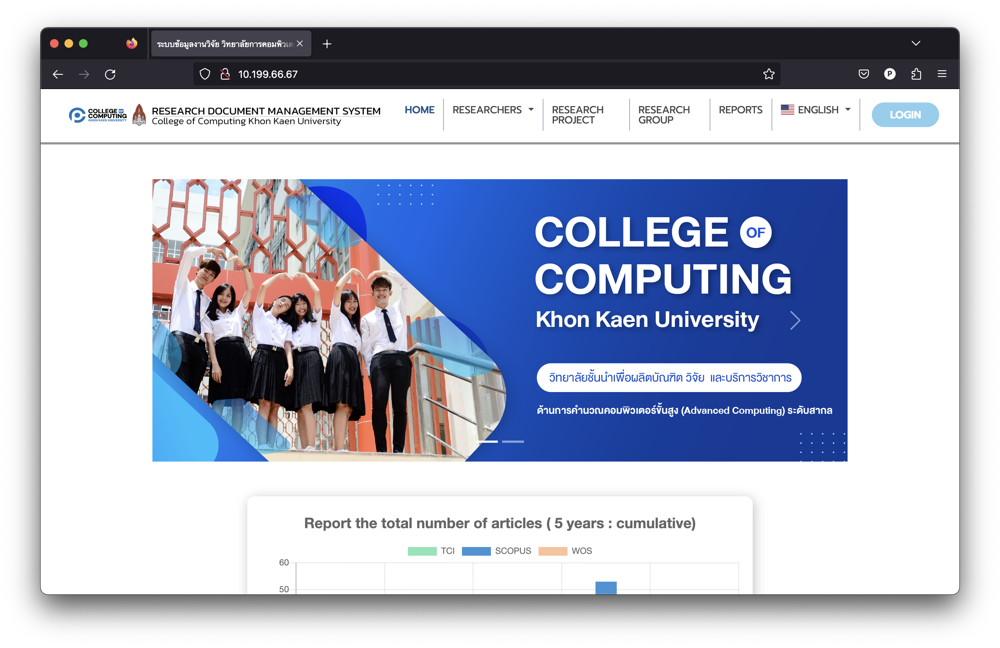 ระบบข้อมูลงานวิจัย วิทยาลัยการคอมพิวเต
10.199.66.67
P
COLLEGE OF
COMPUTING
KHON KAEN UNIVERSITY
RESEARCH DOCUMENT MANAGEMENT SYSTEM
College of Computing Khon Kaen University
HOME
RESEARCHERS
RESEARCH
PROJECT
RESEARCH
GROUP
REPORTS
ENGLISH
LOGIN
COLLEGE OF
COMPUTING
Khon Kaen University
วิทยาลัยชั้นนำเพื่อผลิตบัณฑิต วิจัย และบริการวิชาการ
ด้านการคำนวณคอมพิวเตอร์ขั้นสูง (Advanced Computing) ระดับสากล
Report the total number of articles ( 5 years : cumulative)
TCI SCOPUS WOS
60
50